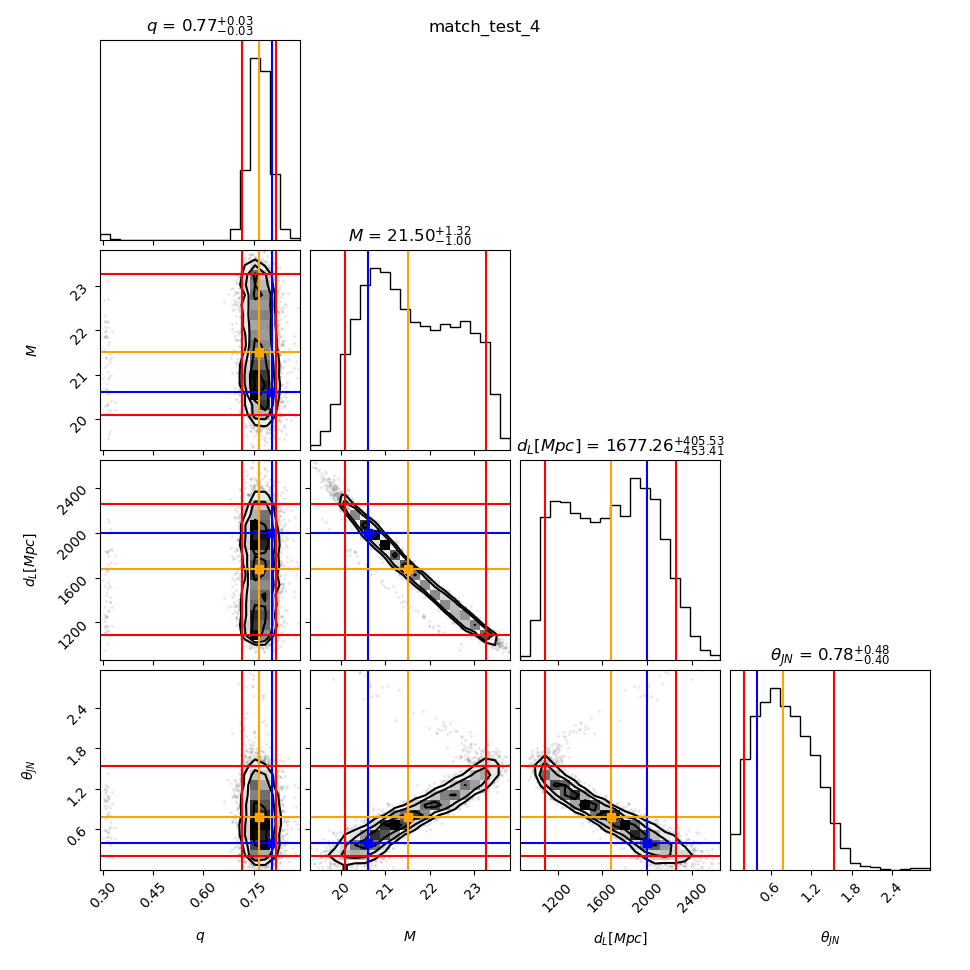 match_test_4
q = 0.77+0.03−0.03
M = 21.50+1.32−1.00
23
22
21
20
M
d_L[Mpc] = 1677.26+405.53−453.41
2400
2000
1600
1200
d_L[Mpc]
θ_JN = 0.78+0.48−0.40
2.4
1.8
1.2
0.6
θ_JN
0.30 0.45 0.60 0.75
20 21 22 23
1200 1600 2000 2400
0.6 1.2 1.8 2.4
q M d_L[Mpc] θ_JN